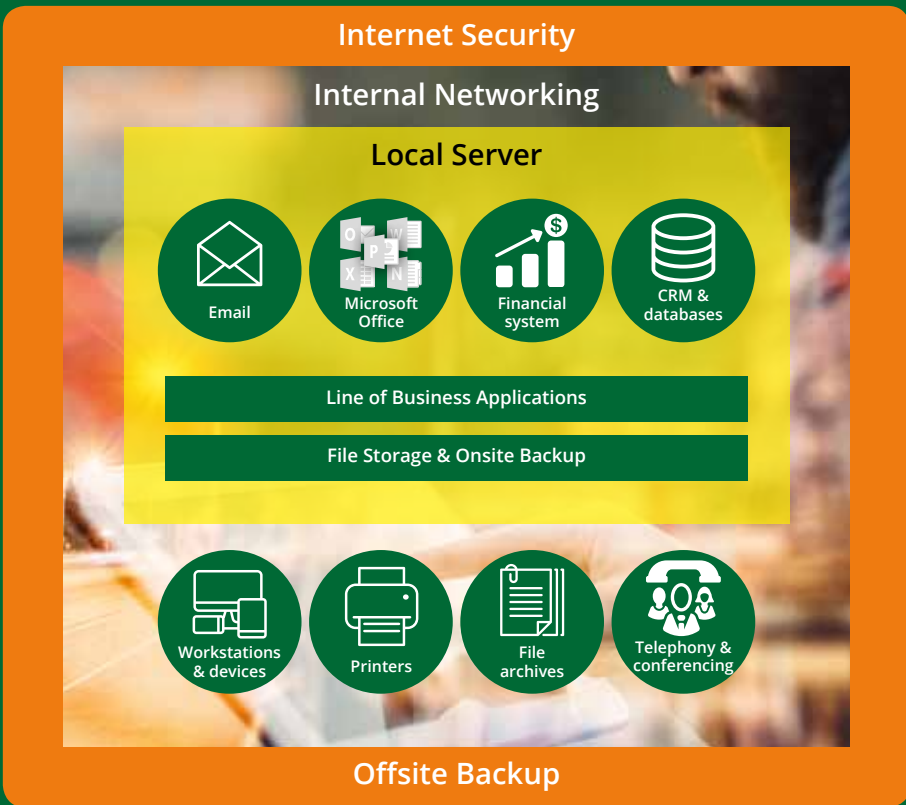 Internet Security
Internal Networking
Local Server
Email
O
W
P
X
N
Microsoft
Office
$
Financial
system
CRM &
databases
Line of Business Applications
File Storage & Onsite Backup
Workstations
& devices
Printers
File
archives
Telephony &
conferencing
Offsite Backup